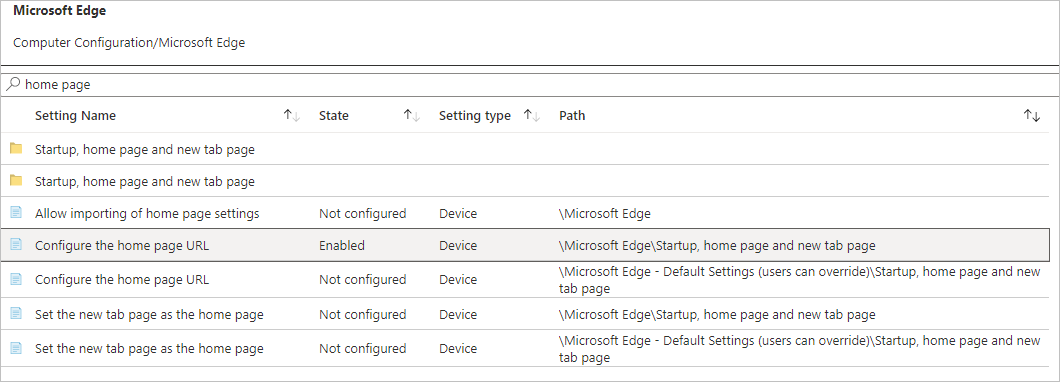 Microsoft Edge
Computer Configuration/Microsoft Edge
home page
Setting Name State Setting type Path
Startup, home page and new tab page
Startup, home page and new tab page
Allow importing of home page settings Not configured Device \Microsoft Edge
Configure the home page URL Enabled Device \Microsoft Edge\Startup, home page and new tab page
Configure the home page URL Not configured Device \Microsoft Edge - Default Settings (users can override)\Startup, home page and new
tab page
Set the new tab page as the home page Not configured Device \Microsoft Edge\Startup, home page and new tab page
Set the new tab page as the home page Not configured Device \Microsoft Edge - Default Settings (users can override)\Startup, home page and new
tab page